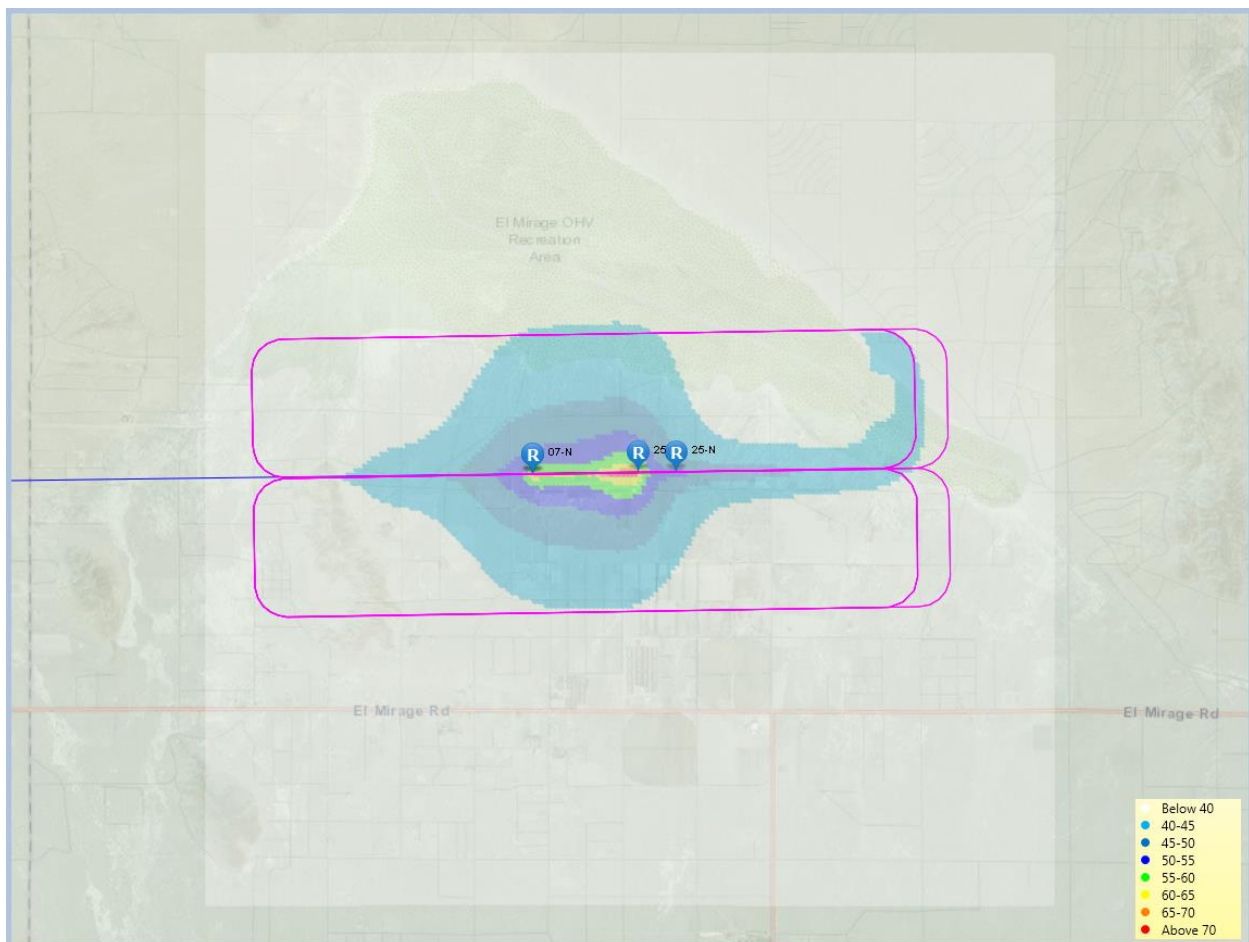 El Mirage OHV
Recreation
Area
R 07-N
R 25
R 25-N
El Mirage Rd
El Mirage Rd
Below 40
40-45
45-50
50-55
55-60
60-65
65-70
Above 70